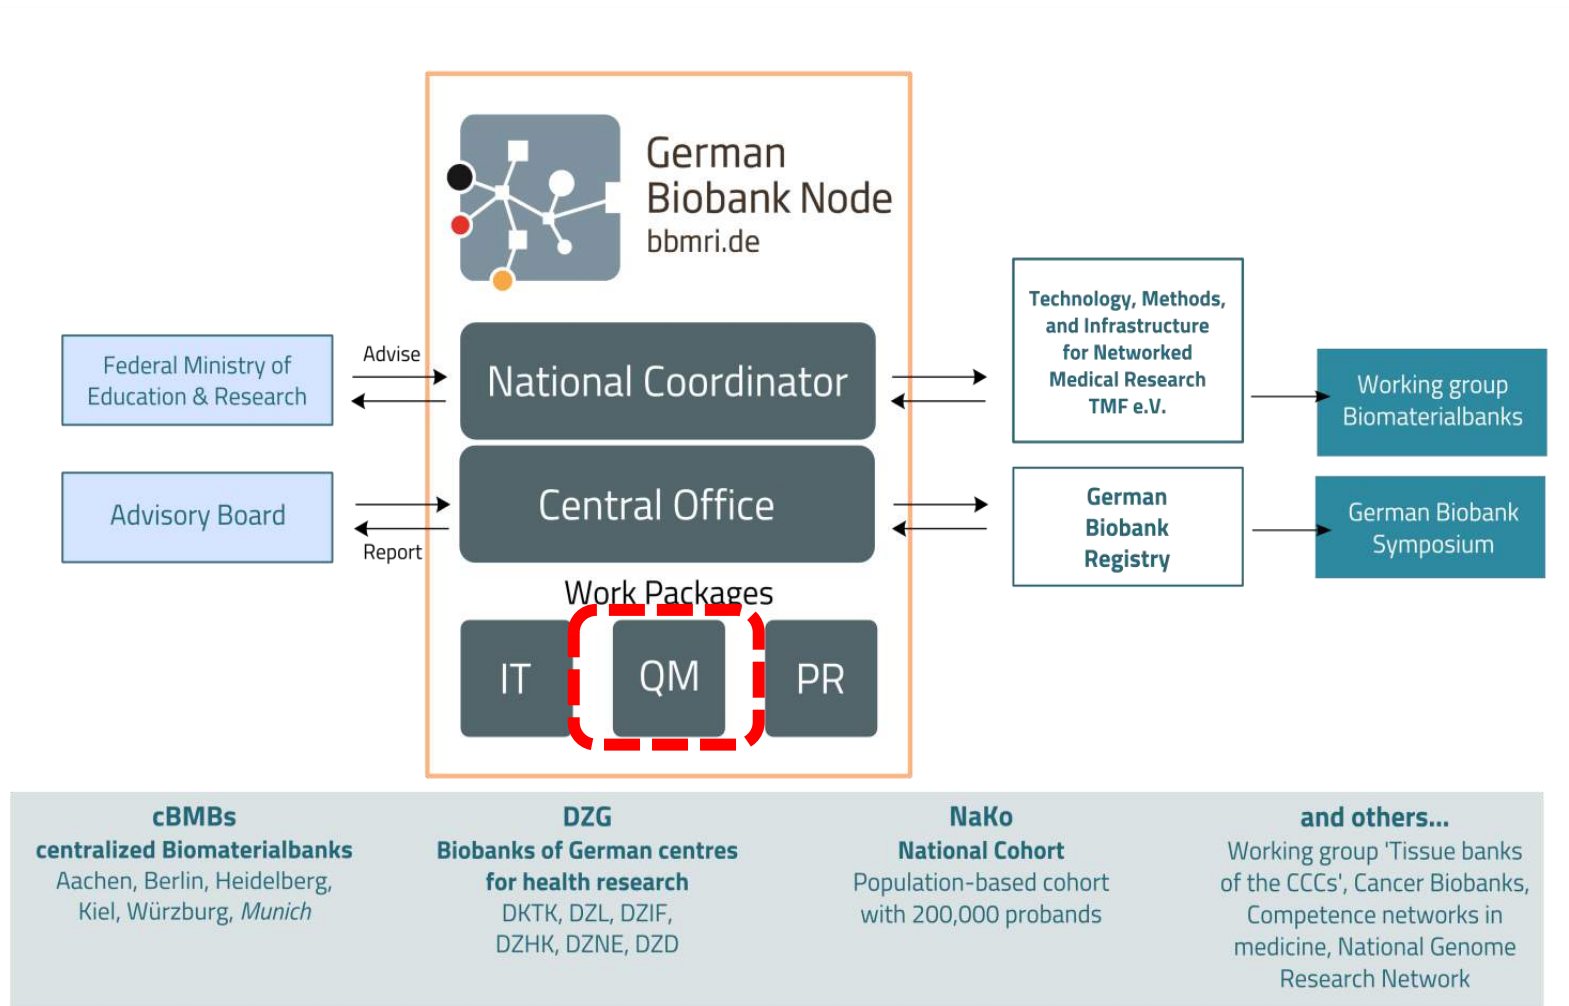 German
Biobank Node
bbmri.de
Federal Ministry of
Education & Research
Advise
National Coordinator
Technology, Methods,
and Infrastructure
for Networked
Medical Research
TMF e.V.
Working group
Biomaterialbanks
Advisory Board
Report
Central Office
German
Biobank
Registry
German Biobank
Symposium
Work Packages
IT
QM
PR
cBMBs
centralized Biomaterialbanks
Aachen, Berlin, Heidelberg,
Kiel, Würzburg, Munich
DZG
Biobanks of German centres
for health research
DKTK, DZL, DZIF,
DZHK, DZNE, DZD
NaKo
National Cohort
Population-based cohort
with 200,000 probands
and others...
Working group 'Tissue banks
of the CCCs', Cancer Biobanks,
Competence networks in
medicine, National Genome
Research Network